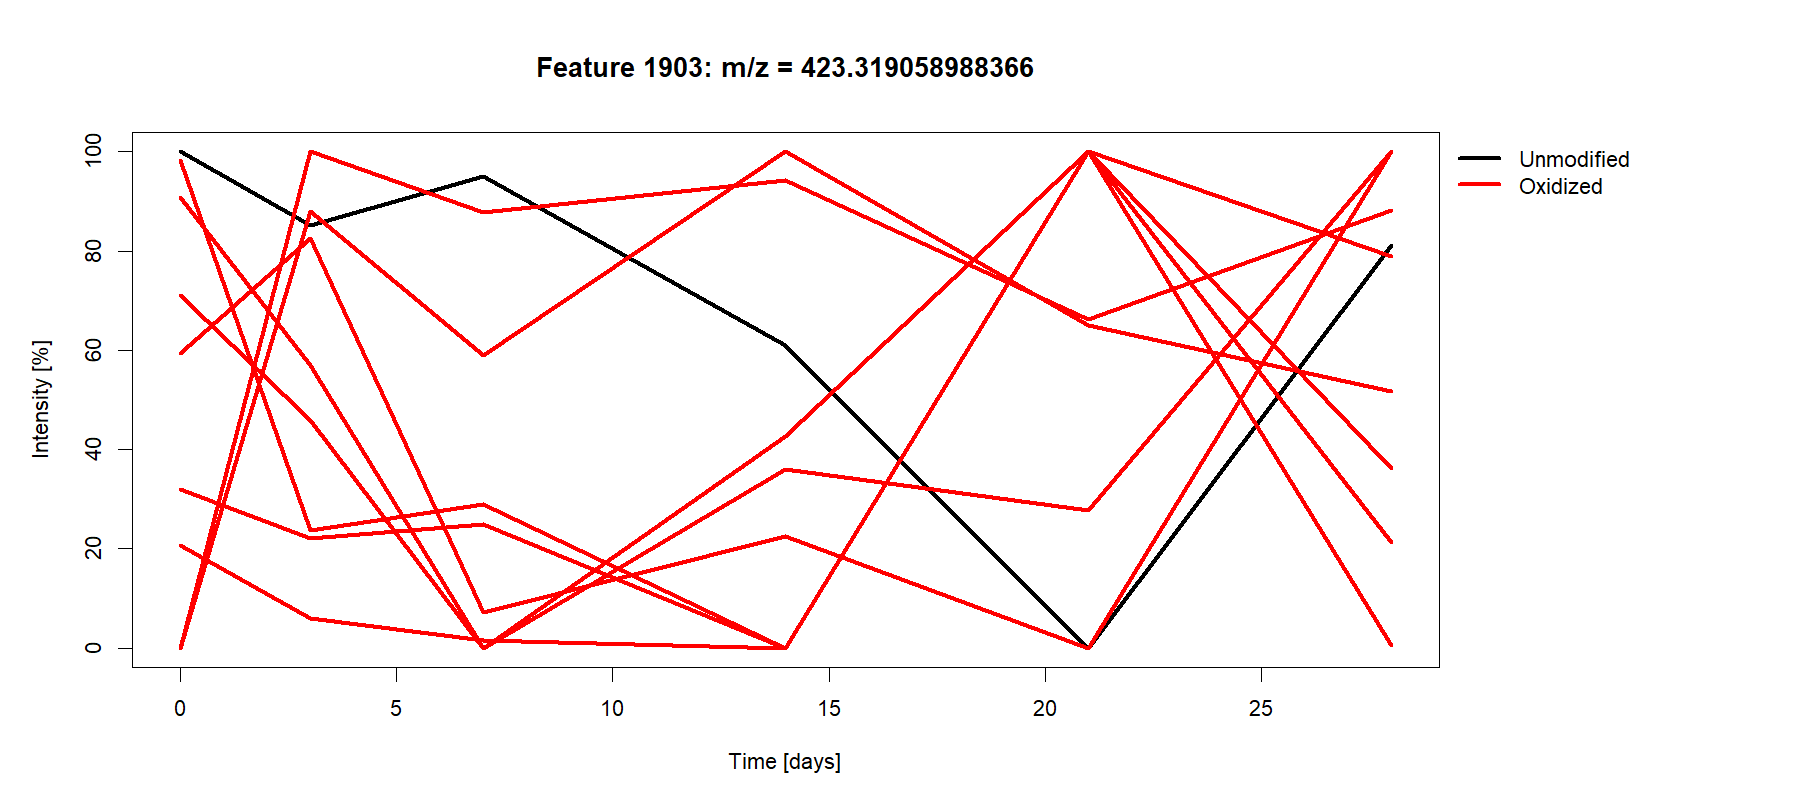 Feature 1903: m/z = 423.319058988366
Unmodified
Oxidized
Intensity [%]
100
80
60
40
20
0
0 5 10 15 20 25
Time [days]